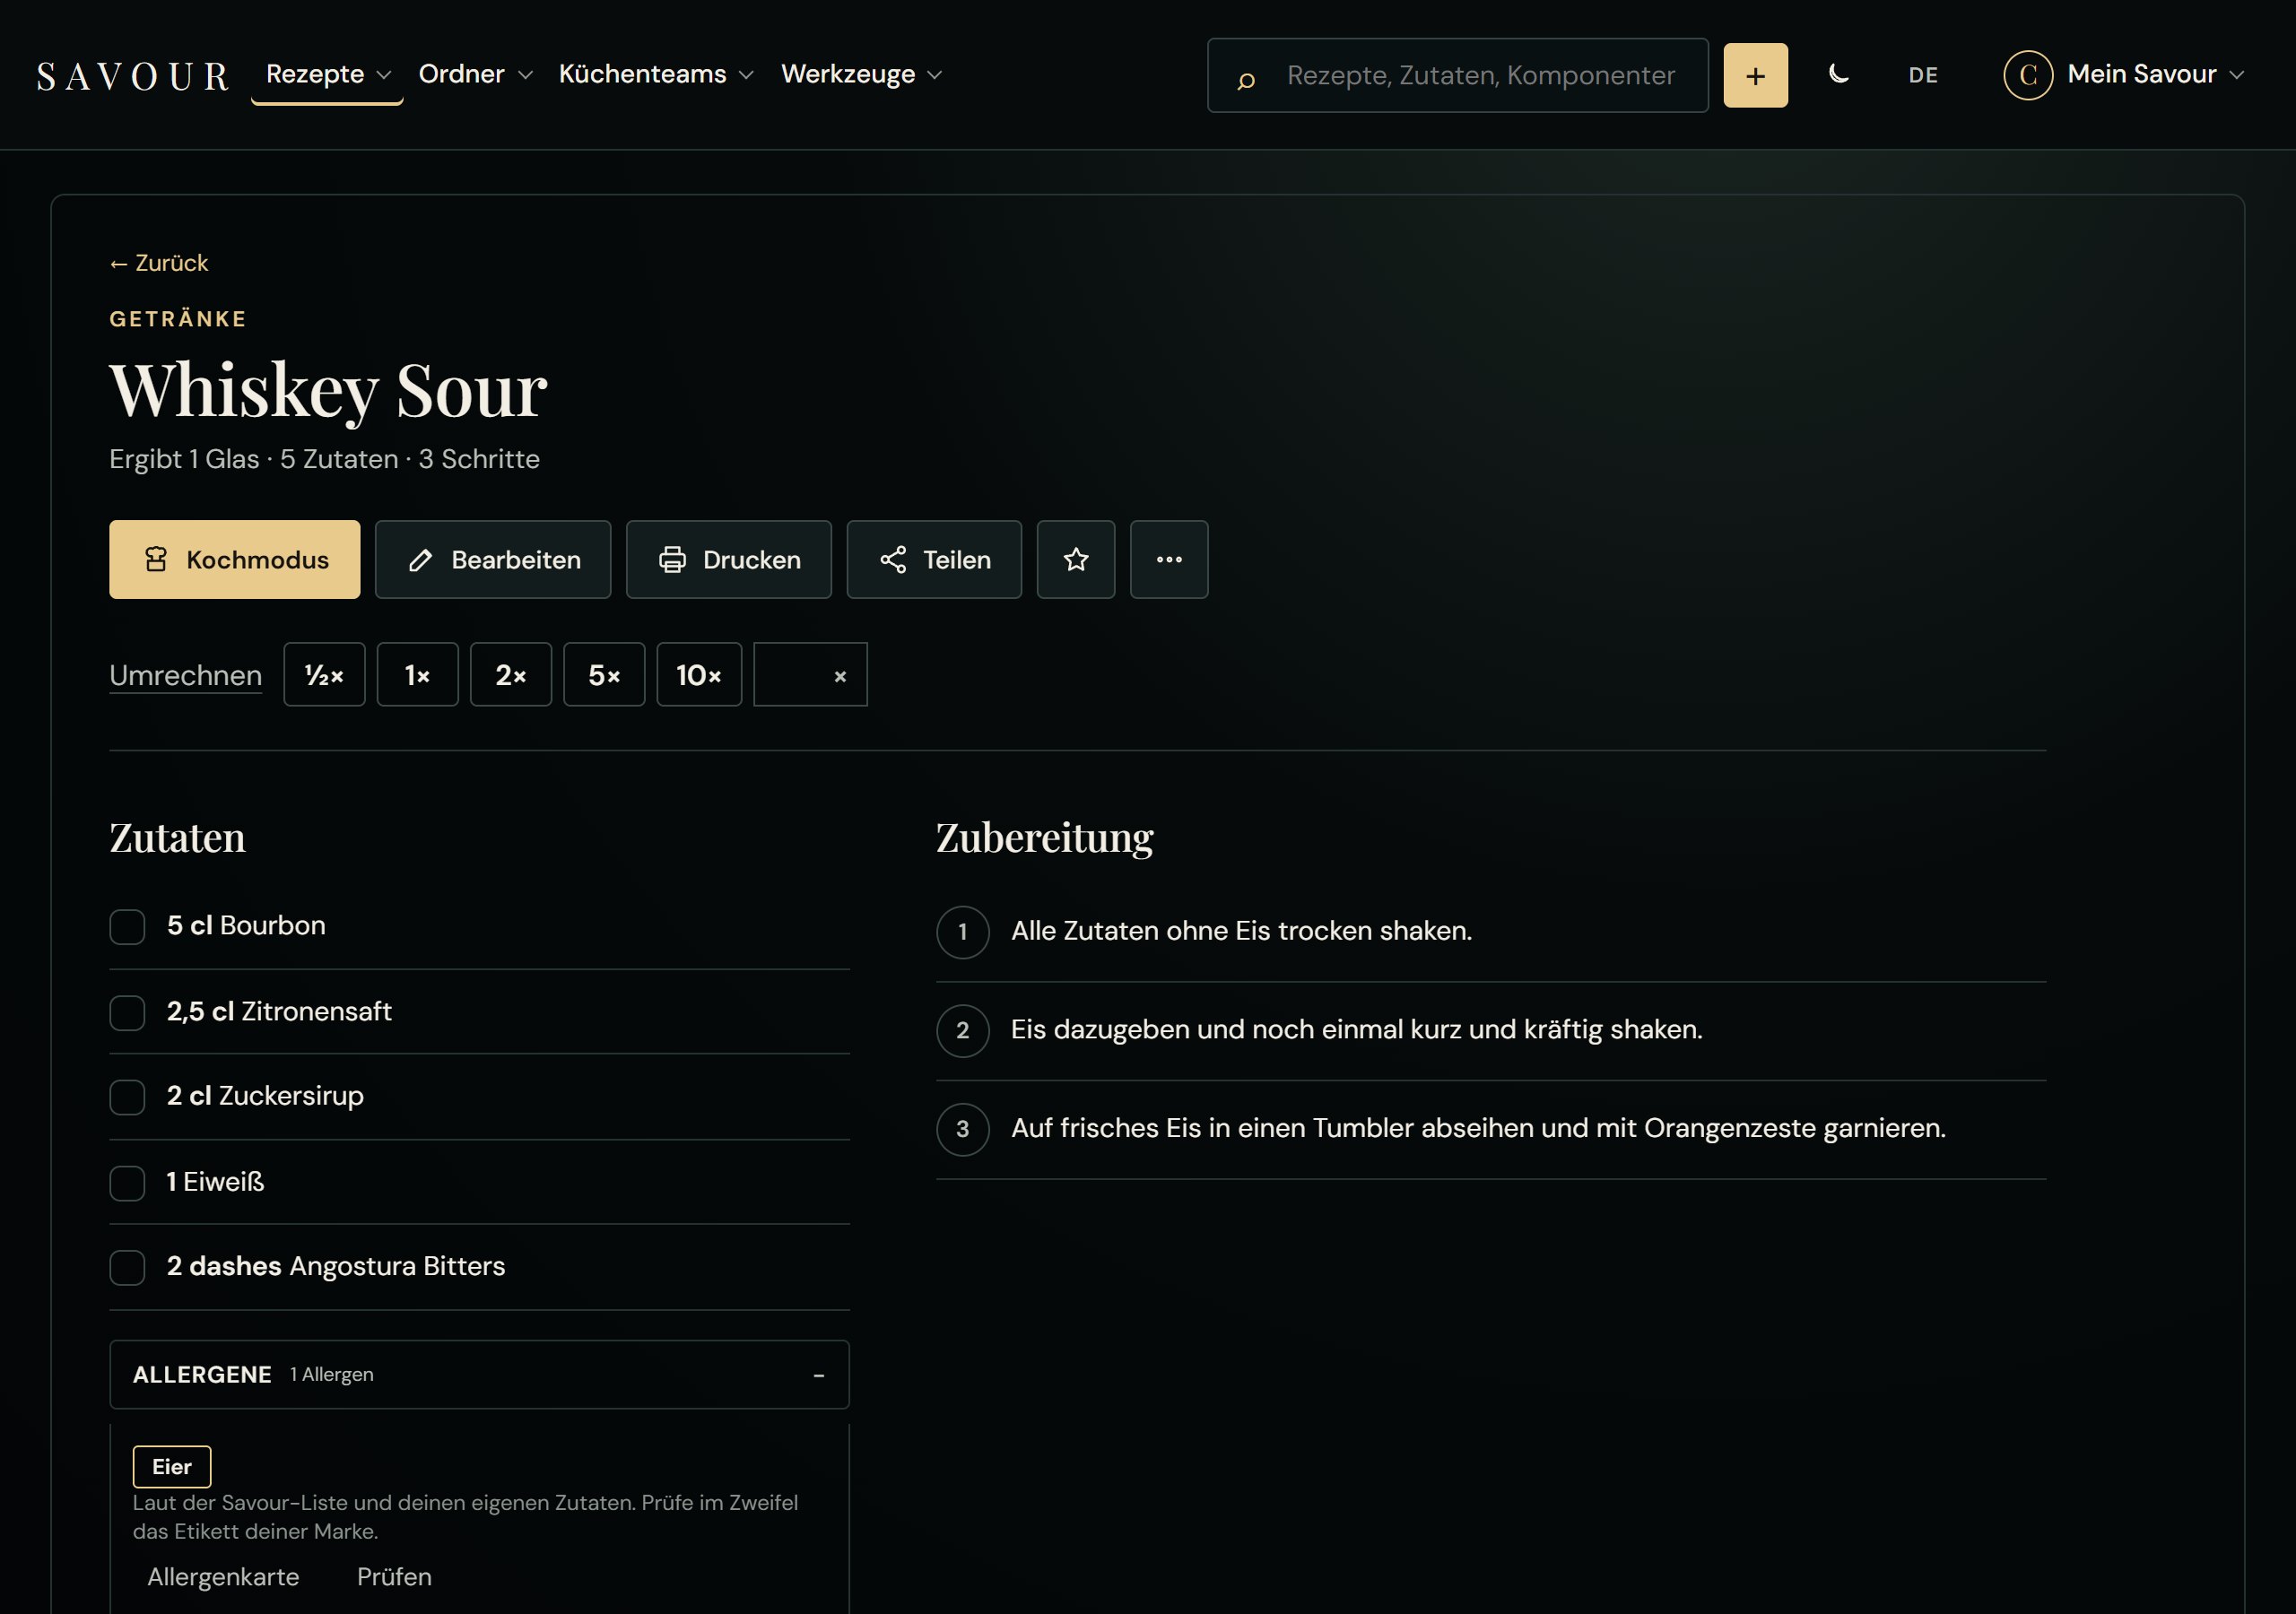 SAVOUR Rezepte Ordner Küchenteams Werkzeuge Rezepte, Zutaten, Komponenter + DE C Mein Savour
← Zurück
GETRÄNKE
Whiskey Sour
Ergibt 1 Glas · 5 Zutaten · 3 Schritte
Kochmodus Bearbeiten Drucken Teilen
Umrechnen ½× 1× 2× 5× 10× ×
Zutaten
5 cl Bourbon
2,5 cl Zitronensaft
2 cl Zuckersirup
1 Eiweiß
2 dashes Angostura Bitters
ALLERGENE 1 Allergen –
Eier
Laut der Savour-Liste und deinen eigenen Zutaten. Prüfe im Zweifel
das Etikett deiner Marke.
Allergenkarte Prüfen
Zubereitung
1 Alle Zutaten ohne Eis trocken shaken.
2 Eis dazugeben und noch einmal kurz und kräftig shaken.
3 Auf frisches Eis in einen Tumbler abseihen und mit Orangenzeste garnieren.